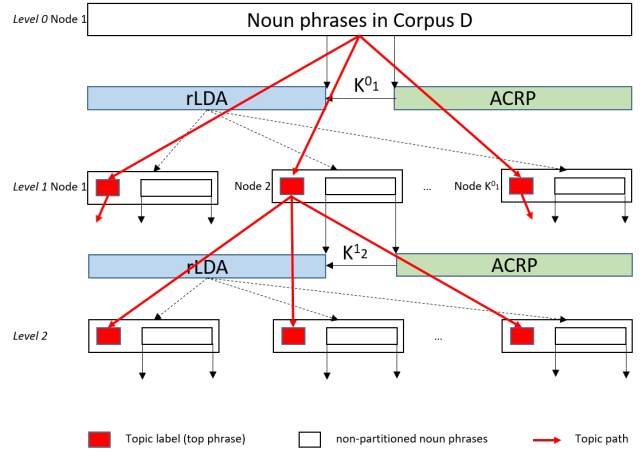 Level 0 Node 1 Noun phrases in Corpus D
rLDA K⁰₁ ACRP
Level 1 Node 1 Node 2 ... Node K⁰₁
rLDA K¹₂ ACRP
Level 2 ...
Topic label (top phrase) non-partitioned noun phrases Topic path